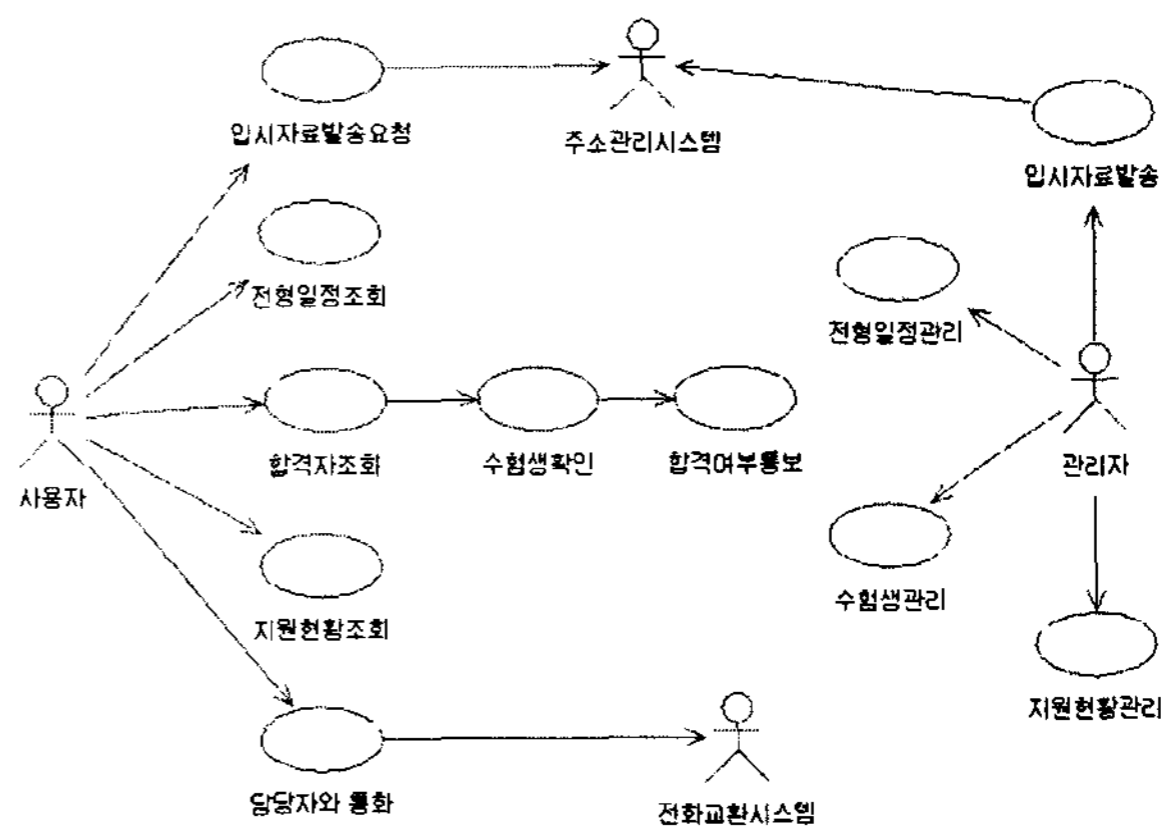 입시자료발송요청
주소관리시스템
입시자료발송
전형일정조회
전형일정관리
합격자조회
수험생확인
합격여부통보
관리자
사용자
수험생관리
지원현황조회
지원현황관리
담당자와 통화
전화교환시스템